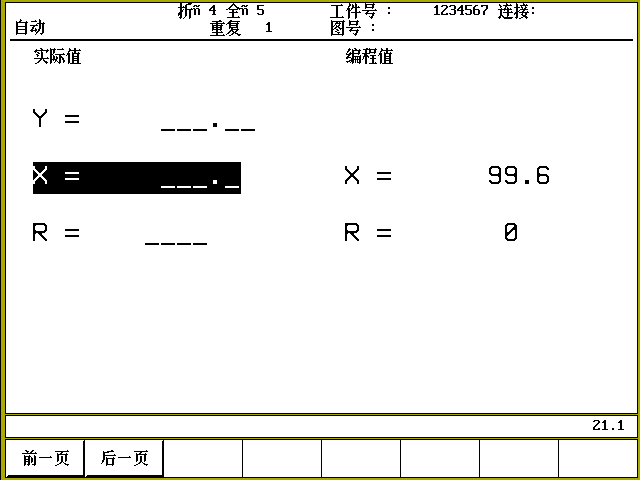 折ñ 4 全ñ 5 工件号 : 1234567 连接:
自动 重复 1 图号 :
实际值 编程值
Y = ___.__
X = ___._ X = 99.6
R = ____ R = 0
21.1
前一页 后一页